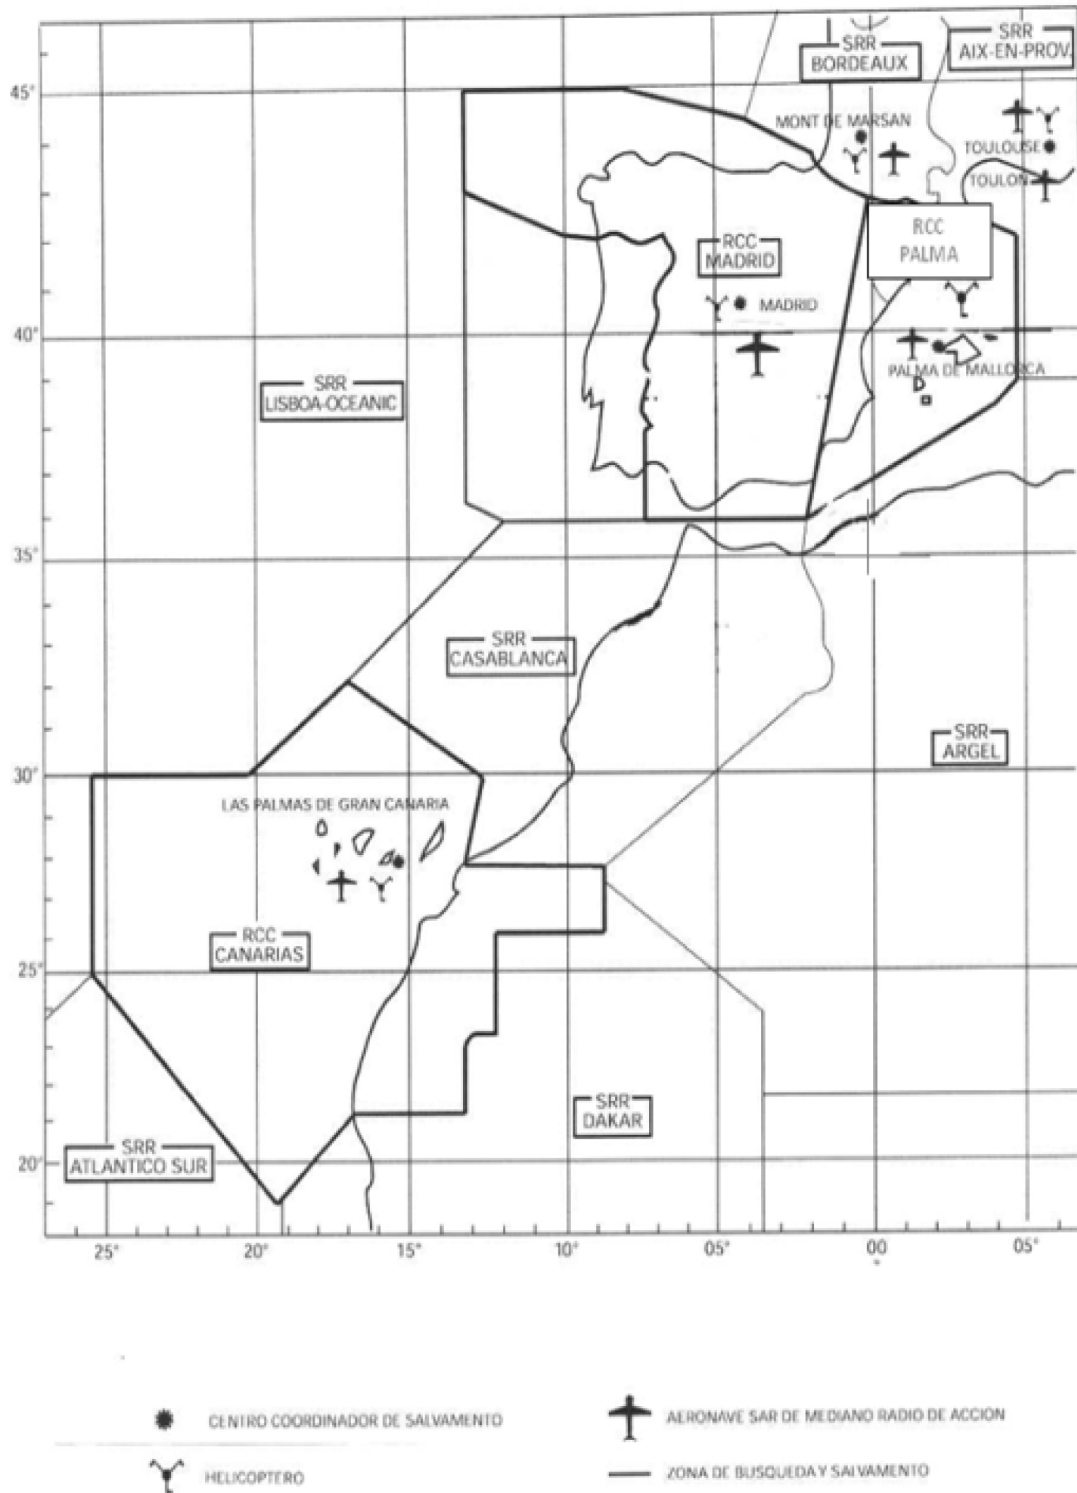 SRR
BORDEAUX
SRR
AIX-EN-PROV.
45°
MONT DE MARSAN
TOULOUSE
TOULON
RCC
PALMA
RCC
MADRID
MADRID
40°
PALMA DE MALLORCA
SRR
LISBOA-OCEANIC
35°
SRR
CASABLANCA
SRR
ARGEL
30°
LAS PALMAS DE GRAN CANARIA
RCC
CANARIAS
25°
SRR
DAKAR
SRR
ATLANTICO SUR
20°
25° 20° 15° 10° 05° 00° 05°
CENTRO COORDINADOR DE SALVAMENTO
AERONAVE SAR DE MEDIANO RADIO DE ACCION
HELICOPTERO
ZONA DE BUSQUEDA Y SALVAMENTO